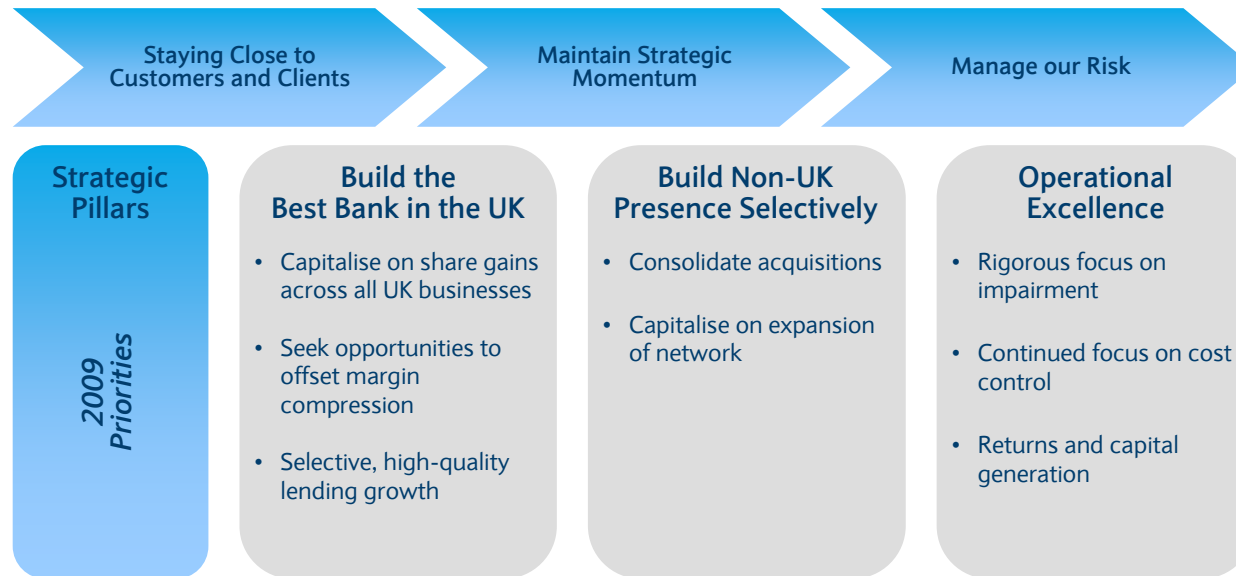 Staying Close to
Customers and Clients
Maintain Strategic
Momentum
Manage our Risk
Strategic
Pillars
2009
Priorities
Build the
Best Bank in the UK
• Capitalise on share gains
across all UK businesses
• Seek opportunities to
offset margin
compression
• Selective, high-quality
lending growth
Build Non-UK
Presence Selectively
• Consolidate acquisitions
• Capitalise on expansion
of network
Operational
Excellence
• Rigorous focus on
impairment
• Continued focus on cost
control
• Returns and capital
generation